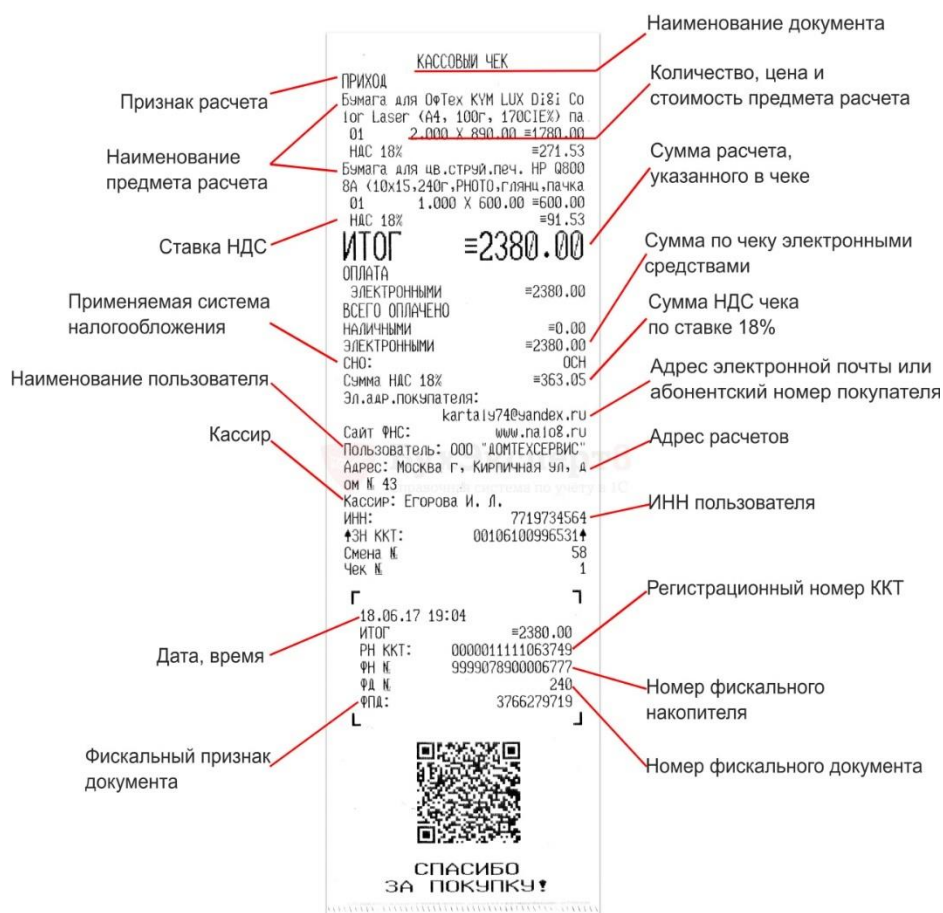 Наименование документа
Количество, цена и
стоимость предмета расчета
Сумма расчета,
указанного в чеке
Сумма по чеку электронными
средствами
Сумма НДС чека
по ставке 18%
Адрес электронной почты или
абонентский номер покупателя
Адрес расчетов
ИНН пользователя
Регистрационный номер ККТ
Номер фискального
накопителя
Номер фискального документа
Признак расчета
Наименование
предмета расчета
Ставка НДС
Применяемая система
налогообложения
Наименование пользователя
Кассир
Дата, время
Фискальный признак
документа
КАССОВЫЙ ЧЕК
ПРИХОД
Бумага для ОфТех KYM LUX Digi Co
lor Laser (A4, 100г, 170CIE%) па
01 2.000 X 890.00 ≡1780.00
НДС 18% ≡271.53
Бумага для цв.струй.печ. HP Q800
8A (10x15,240г,PHOTO,глянц,пачка
01 1.000 X 600.00 ≡600.00
НДС 18% ≡91.53
ИТОГ ≡2380.00
ОПЛАТА
ЭЛЕКТРОННЫМИ ≡2380.00
ВСЕГО ОПЛАЧЕНО
НАЛИЧНЫМИ ≡0.00
ЭЛЕКТРОННЫМИ ≡2380.00
СНО: ОСН
Сумма НДС 18% ≡363.05
Эл.адр.покупателя:
kartaly74@yandex.ru
Сайт ФНС: www.nalog.ru
Пользователь: ООО "ДОМТЕХСЕРВИС"
Адрес: Москва г, Кирпичная ул, д
ом № 43
Кассир: Егорова И. Л.
ИНН: 7719734564
↑ЗН ККТ: 00106100996531↑
Смена № 58
Чек № 1
18.06.17 19:04
ИТОГ ≡2380.00
РН ККТ: 0000011111063749
ФН № 9999078900006777
ФД № 240
ФПД: 3766279719
СПАСИБО
ЗА ПОКУПКУ!